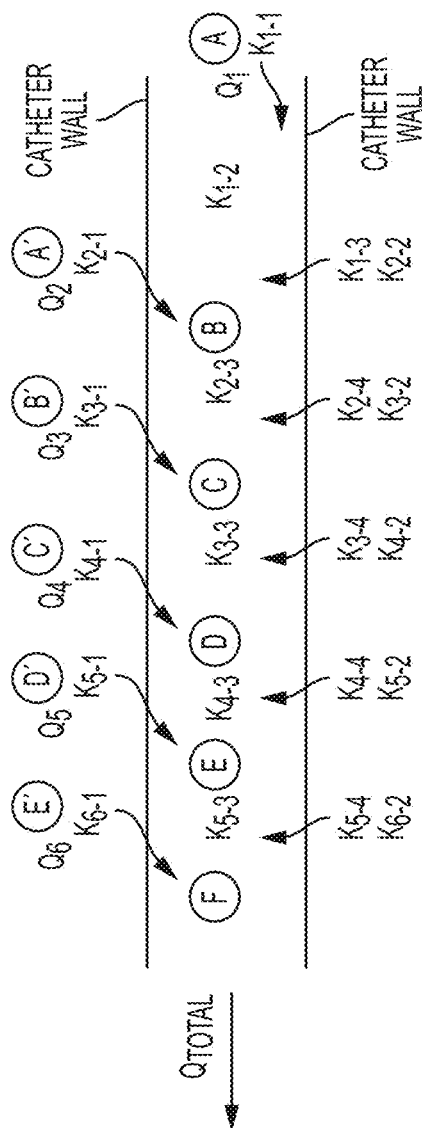 E´
Q6
K6-1
D´
Q5
K5-1
C´
Q4
K4-1
B´
Q3
K3-1
A´
Q2
K2-1
CATHETER
WALL
QTOTAL
F
E
K5-3
D
K4-3
C
K3-3
B
K2-3
K1-2
A
Q1
K1-1
K5-4
K6-2
K4-4
K5-2
K3-4
K4-2
K2-4
K3-2
K1-3
K2-2
CATHETER
WALL